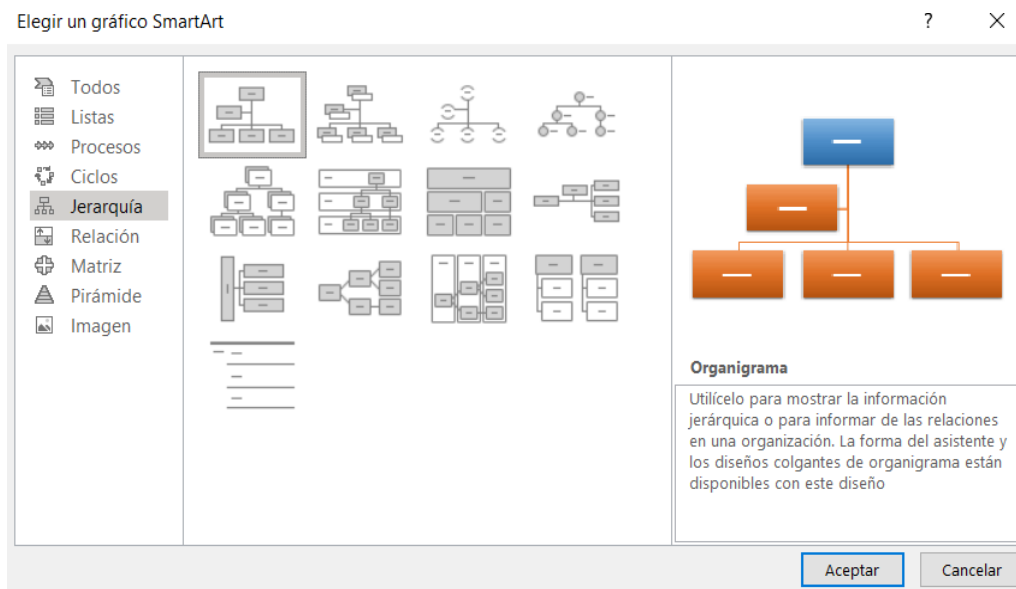 Elegir un gráfico SmartArt
?
Todos
Listas
Procesos
Ciclos
Jerarquía
Relación
Matriz
Pirámide
Imagen
Organigrama
Utilícelo para mostrar la información
jerárquica o para informar de las relaciones
en una organización. La forma del asistente y
los diseños colgantes de organigrama están
disponibles con este diseño
Aceptar
Cancelar